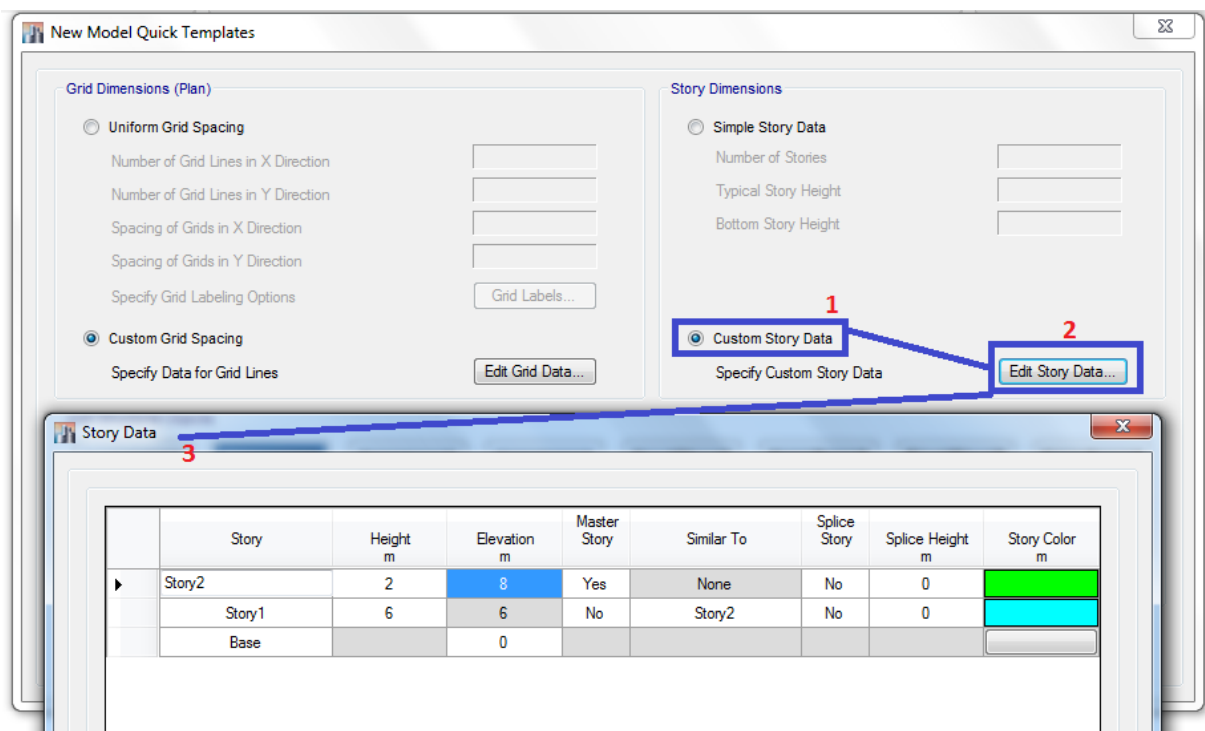 New Model Quick Templates
Grid Dimensions (Plan)
Uniform Grid Spacing
Number of Grid Lines in X Direction
Number of Grid Lines in Y Direction
Spacing of Grids in X Direction
Spacing of Grids in Y Direction
Specify Grid Labeling Options
Grid Labels...
Custom Grid Spacing
Specify Data for Grid Lines
Edit Grid Data...
Story Dimensions
Simple Story Data
Number of Stories
Typical Story Height
Bottom Story Height
1
Custom Story Data
2
Specify Custom Story Data
Edit Story Data...
Story Data
3
Story Height m Elevation m Master Story Similar To Splice Story Splice Height m Story Color m
Story2 2 8 Yes None No 0
Story1 6 6 No Story2 No 0
Base 0